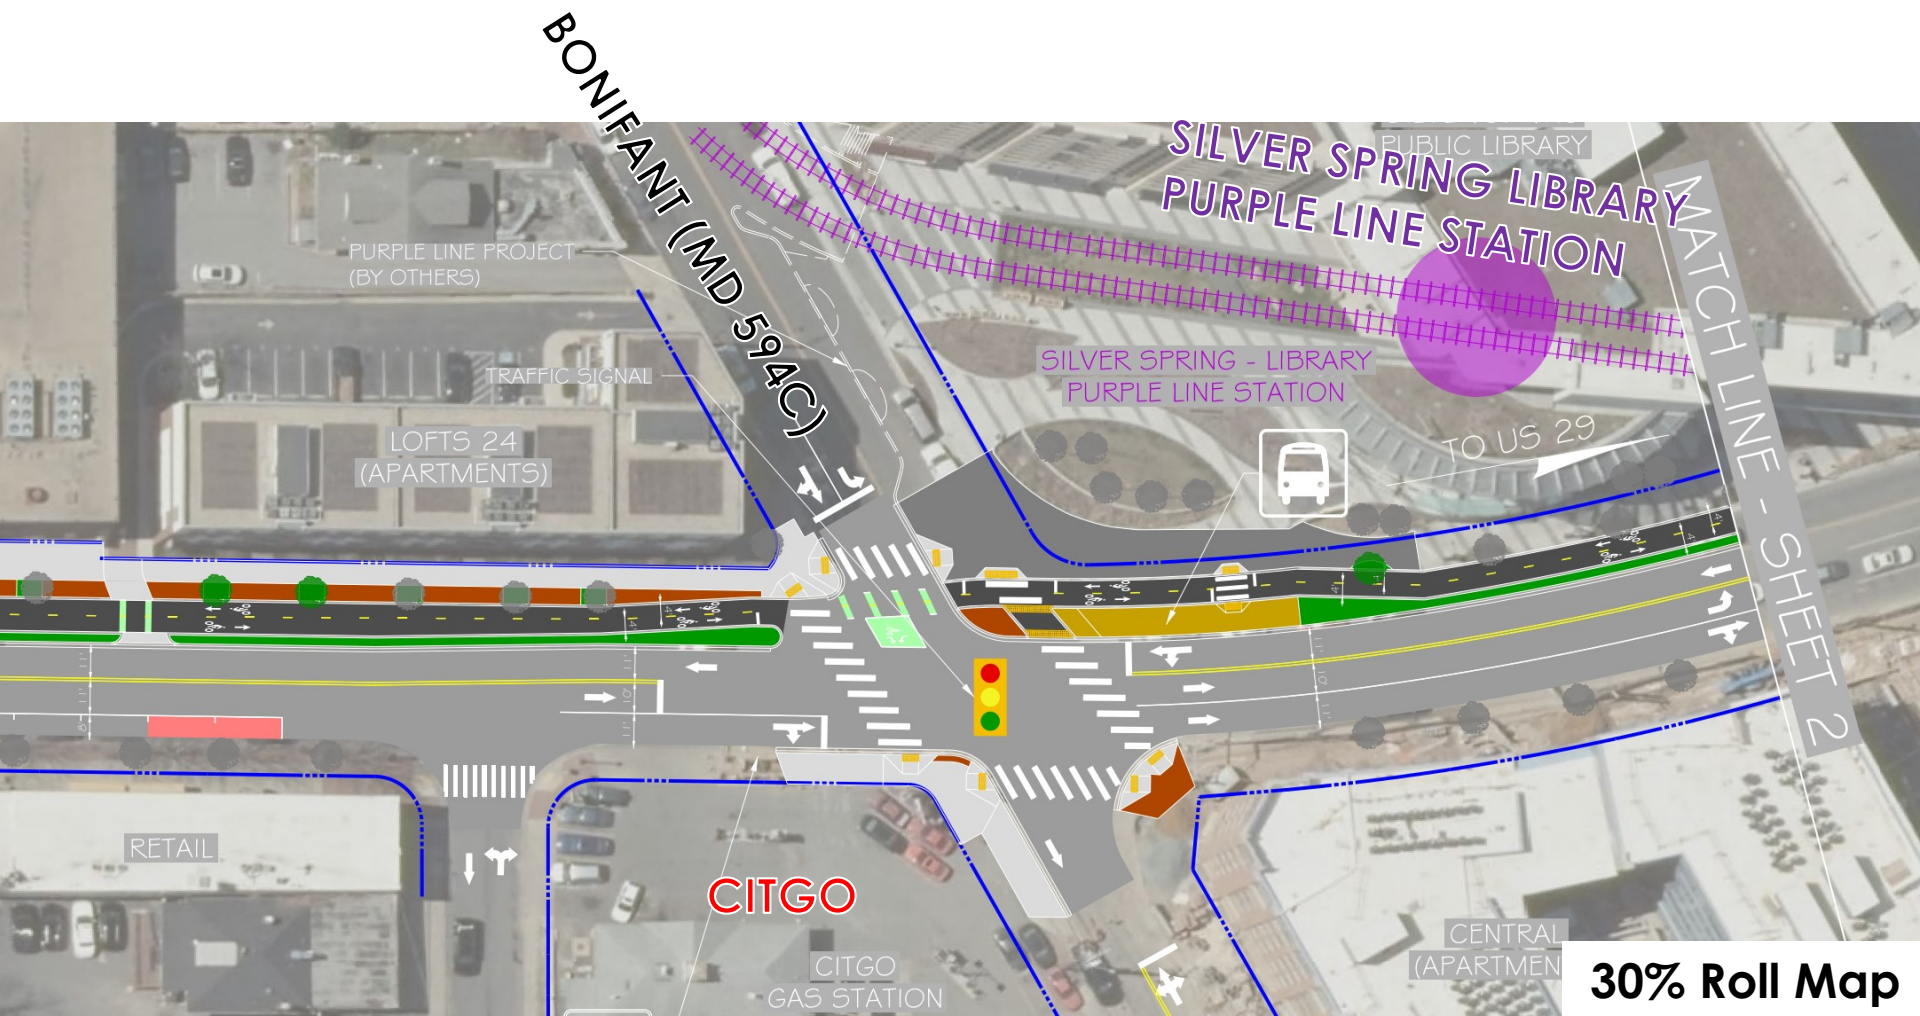 BONIFANT (MD 594C)
PUBLIC LIBRARY
SILVER SPRING LIBRARY
PURPLE LINE STATION
MATCH LINE - SHEET 2
PURPLE LINE PROJECT
(BY OTHERS)
SILVER SPRING - LIBRARY
PURPLE LINE STATION
TRAFFIC SIGNAL
TO US 29
LOFTS 24
(APARTMENTS)
RETAIL
CITGO
CITGO
GAS STATION
CENTRAL
(APARTMEN
30% Roll Map